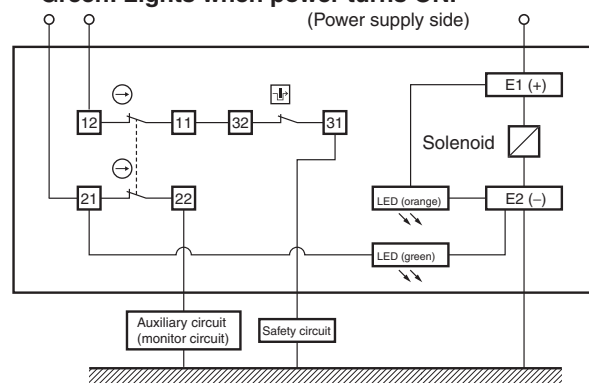 Green: Lights when power turns ON.
(Power supply side)
E1 (+)
12
11
32
31
Solenoid
21
22
LED (orange)
E2 (−)
LED (green)
Auxiliary circuit
(monitor circuit)
Safety circuit